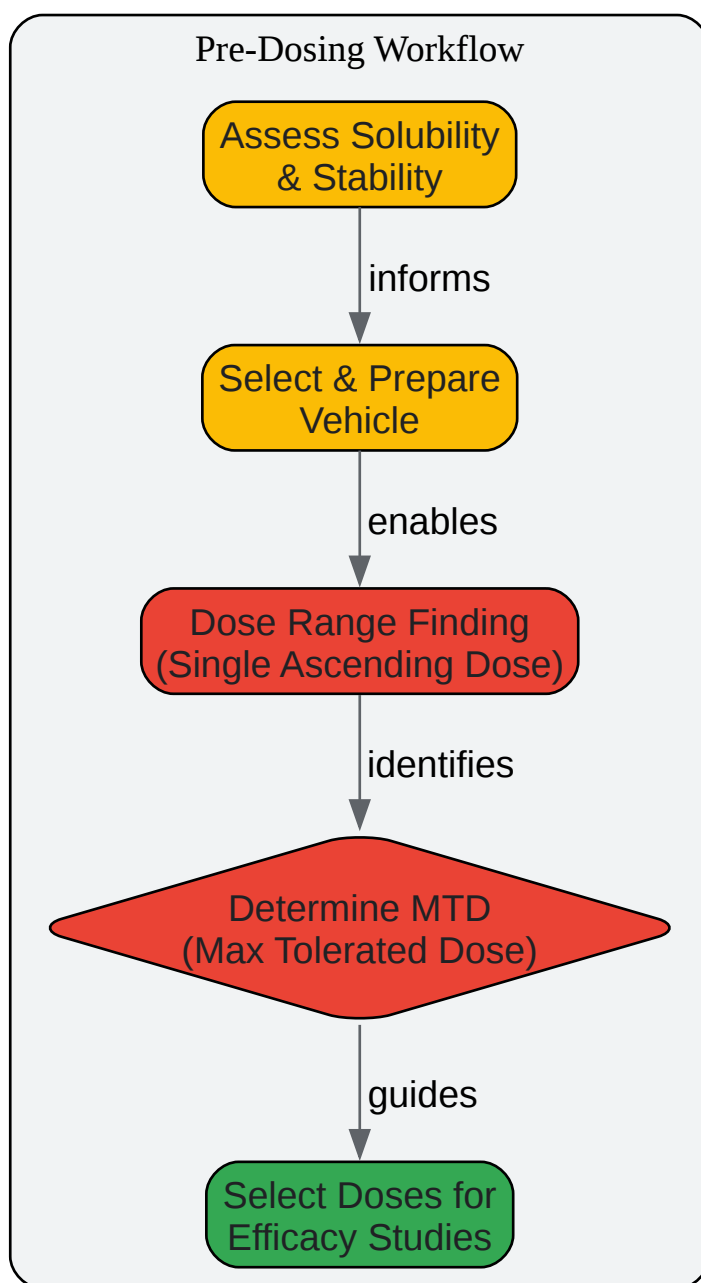 Pre-Dosing Workflow
Assess Solubility
& Stability
informs
Select & Prepare
Vehicle
enables
Dose Range Finding
(Single Ascending Dose)
identifies
Determine MTD
(Max Tolerated Dose)
guides
Select Doses for
Efficacy Studies